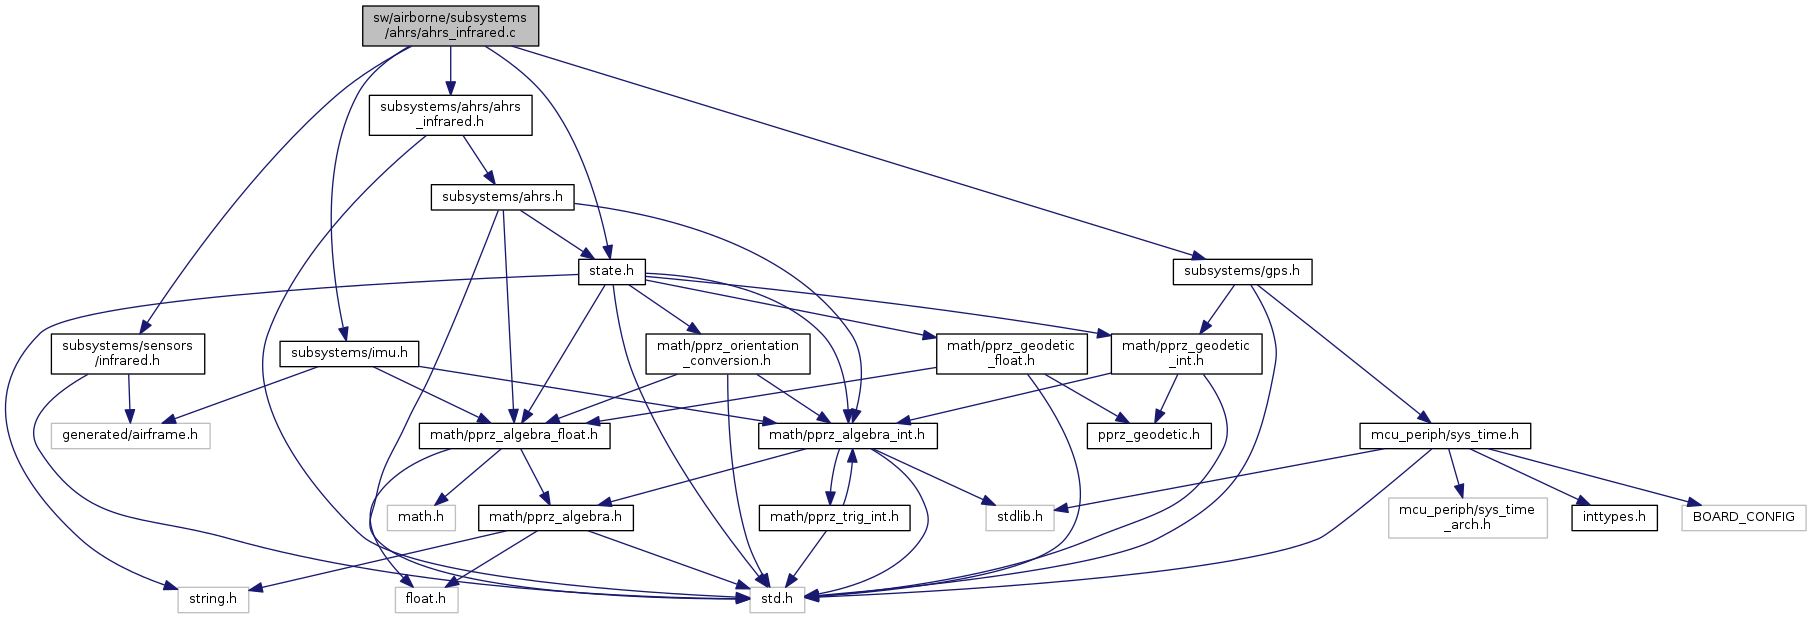 sw/airborne/subsystems
/ahrs/ahrs_infrared.c
subsystems/ahrs/ahrs
_infrared.h
subsystems/ahrs.h
state.h
subsystems/gps.h
subsystems/sensors
/infrared.h
subsystems/imu.h
math/pprz_orientation
_conversion.h
math/pprz_geodetic
_float.h
math/pprz_geodetic
_int.h
generated/airframe.h
math/pprz_algebra_float.h
math/pprz_algebra_int.h
pprz_geodetic.h
mcu_periph/sys_time.h
math.h
math/pprz_algebra.h
math/pprz_trig_int.h
stdlib.h
mcu_periph/sys_time
_arch.h
inttypes.h
BOARD_CONFIG
string.h
float.h
std.h